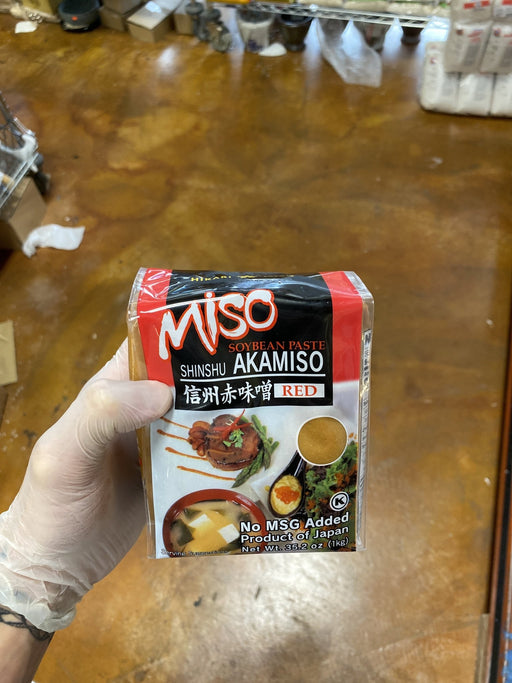 HIKARI
Miso
SOYBEAN PASTE
SHINSHU AKAMISO
信州赤味噌 RED
K
No MSG Added
Product of Japan
Net Wt. 35.2 oz (1kg)